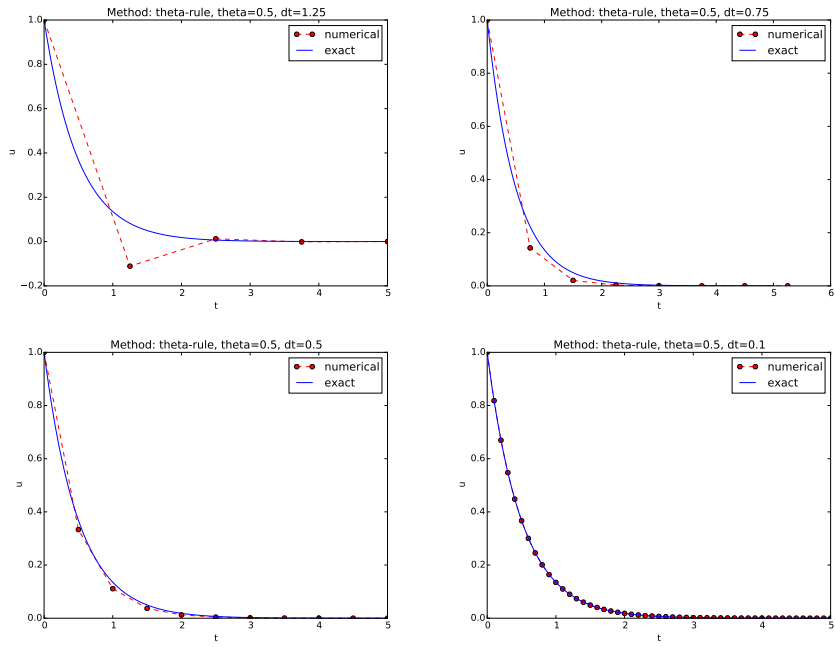 Method: theta-rule, theta=0.5, dt=1.25
numerical
exact
1.0
0.8
0.6
0.4
0.2
0.0
−0.2
u
0 1 2 3 4 5
t
Method: theta-rule, theta=0.5, dt=0.75
numerical
exact
1.0
0.8
0.6
0.4
0.2
0.0
u
0 1 2 3 4 5 6
t
Method: theta-rule, theta=0.5, dt=0.5
numerical
exact
1.0
0.8
0.6
0.4
0.2
0.0
u
0 1 2 3 4 5
t
Method: theta-rule, theta=0.5, dt=0.1
numerical
exact
1.0
0.8
0.6
0.4
0.2
0.0
u
0 1 2 3 4 5
t